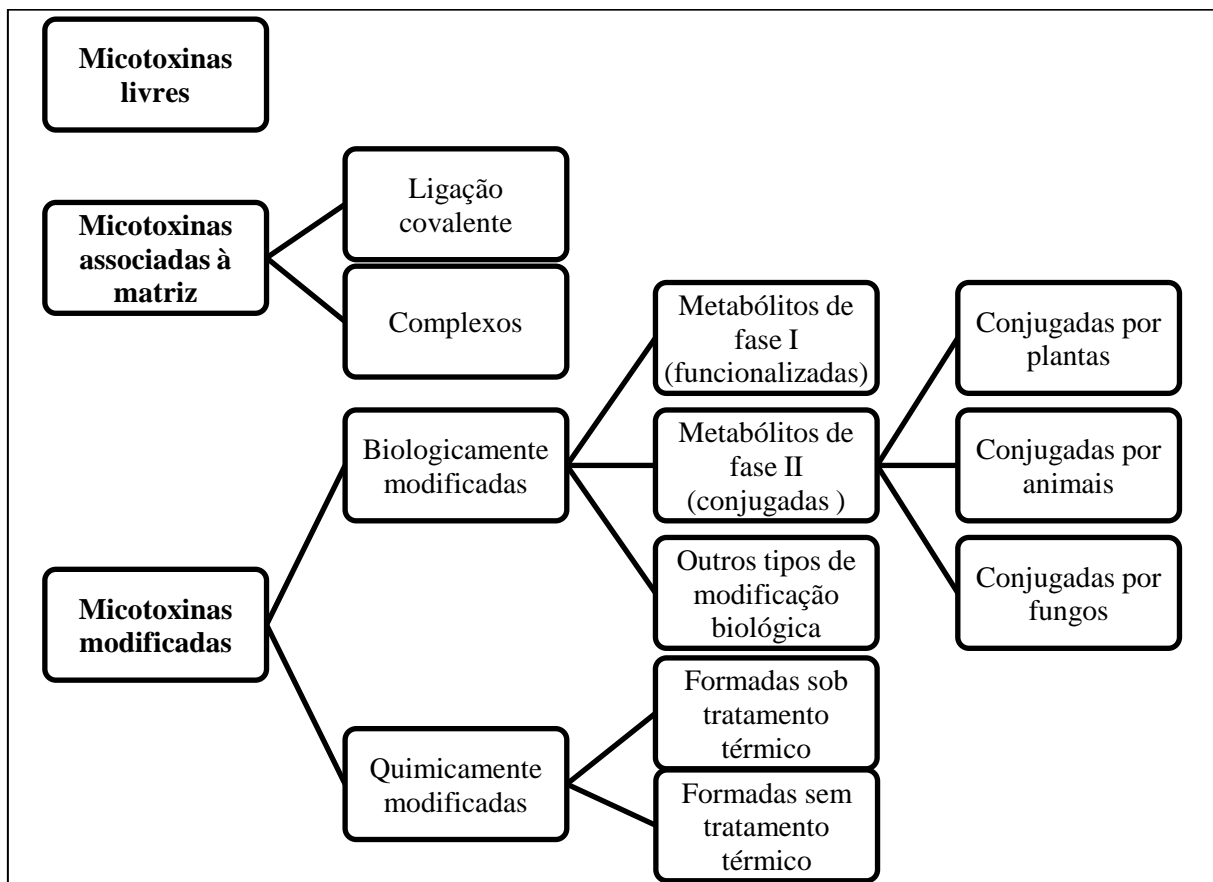 Micotoxinas
livres
Micotoxinas
associadas à
matriz
Ligação
covalente
Complexos
Micotoxinas
modificadas
Biologicamente
modificadas
Metabólitos de
fase I
(funcionalizadas)
Metabólitos de
fase II
(conjugadas )
Outros tipos de
modificação
biológica
Conjugadas por
plantas
Conjugadas por
animais
Conjugadas por
fungos
Quimicamente
modificadas
Formadas sob
tratamento
térmico
Formadas sem
tratamento
térmico